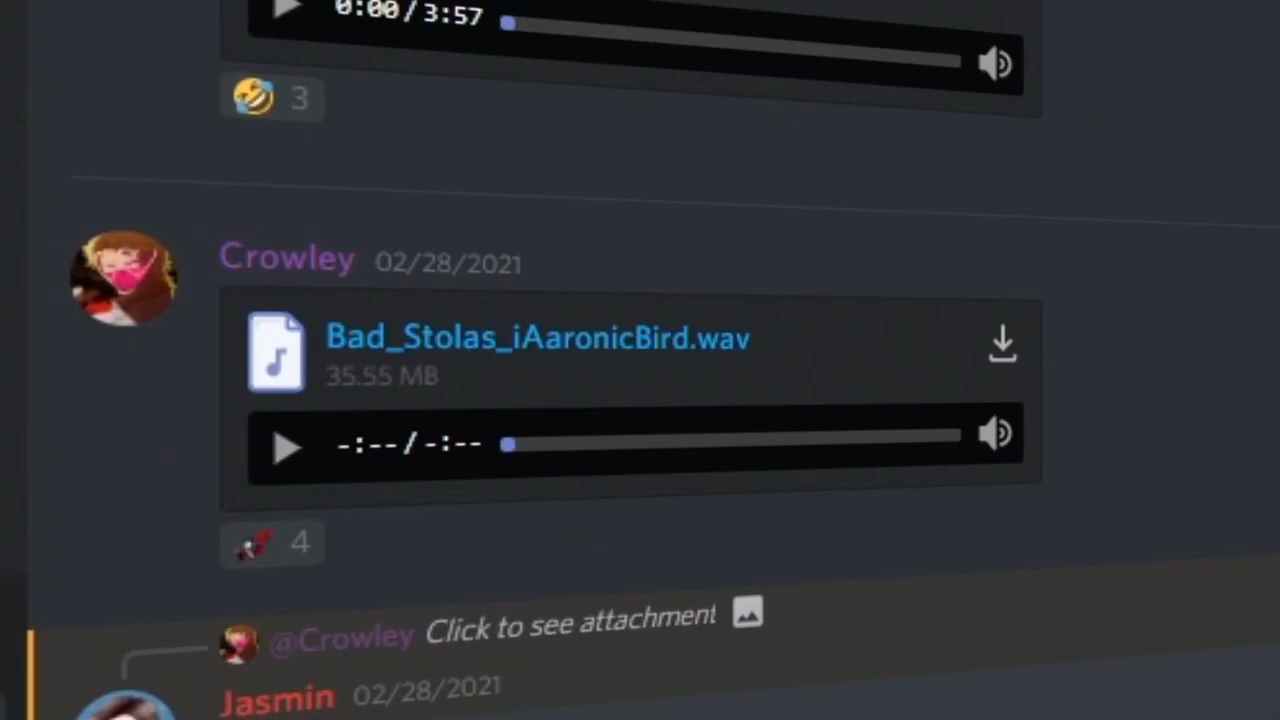 0:00/3:57
3
Crowley 02/28/2021
Bad_Stolas_iAaronicBird.wav
35.55 MB
-:--/-:--
4
@Crowley Click to see attachment
Jasmin 02/28/2021